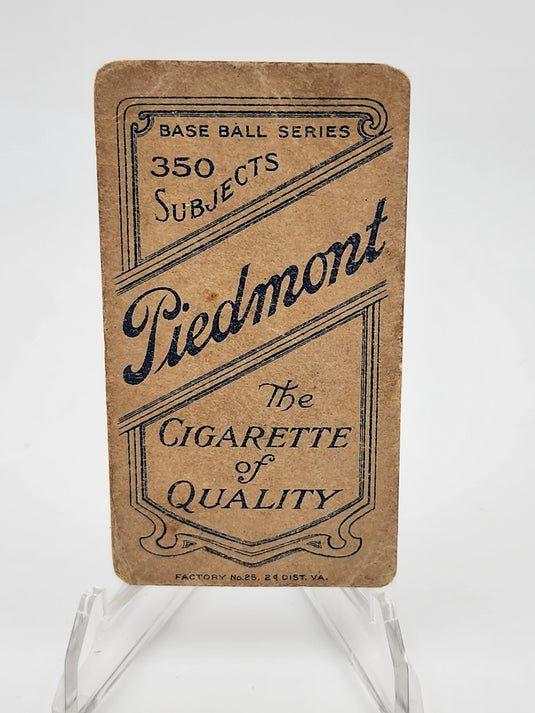 BASE BALL SERIES
350
SUBJECTS
Piedmont
The
CIGARETTE
of
QUALITY
FACTORY No.25. 2d DIST. VA.